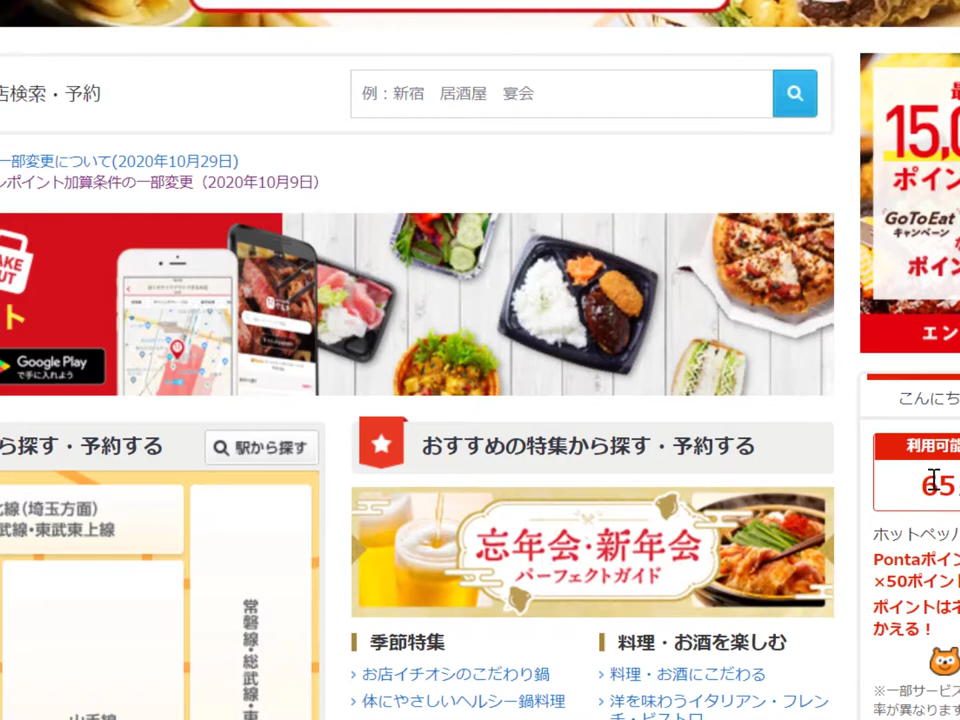 店検索・予約
例：新宿　居酒屋　宴会
一部変更について(2020年10月29日)
ンポイント加算条件の一部変更（2020年10月9日）
最
15,0
ポイン
GoToEat
キャンペーン
な
ポイン
エン
AKE
UT
ト
Google Play
で手に入れよう
こんにち
ら探す・予約する
駅から探す
おすすめの特集から探す・予約する
利用可能
65
北線（埼玉方面）
武線・東武東上線
忘年会・新年会
パーフェクトガイド
常磐線・総武線・東
山手線
季節特集
お店イチオシのこだわり鍋
体にやさしいヘルシー鍋料理
料理・お酒を楽しむ
料理・お酒にこだわる
洋を味わうイタリアン・フレン
チ・ビストロ
ホットペッパ
Pontaポイン
×50ポイント
ポイントはネ
かえる！
※一部サービス
率が異なります